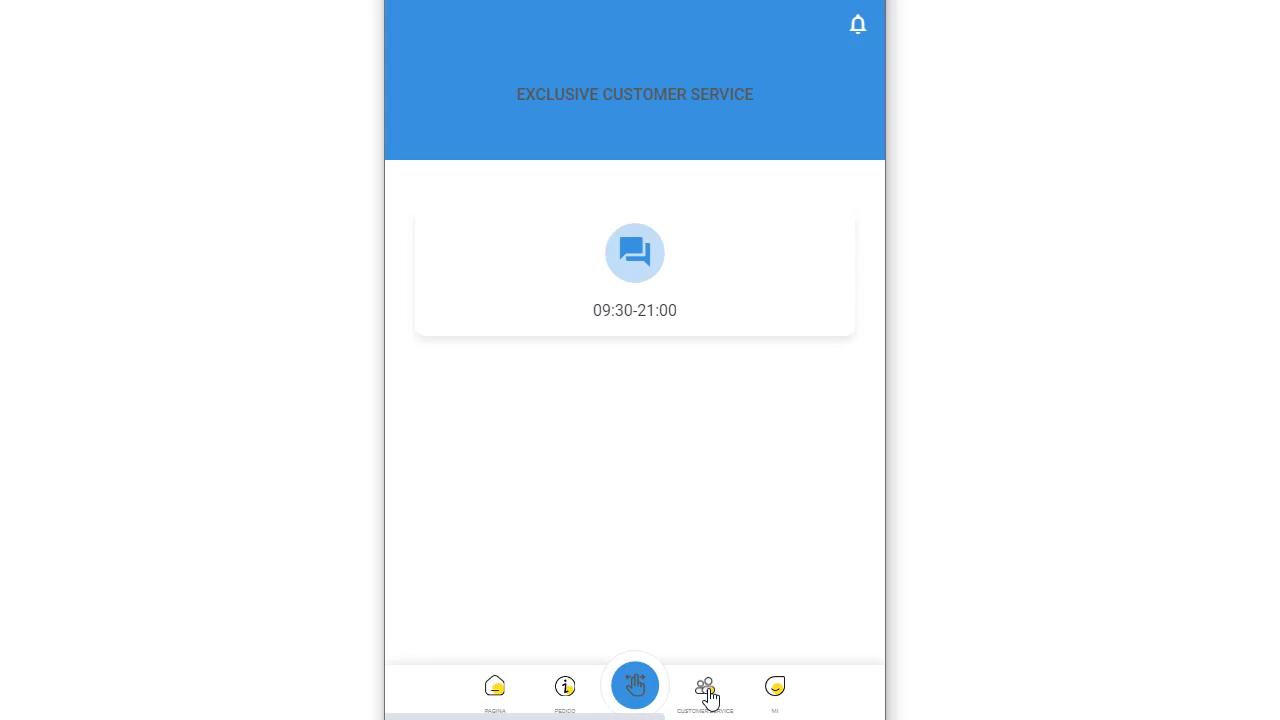 EXCLUSIVE CUSTOMER SERVICE
09:30-21:00
PAGINA
PEDIDO
CUSTOMER SERVICE
MI